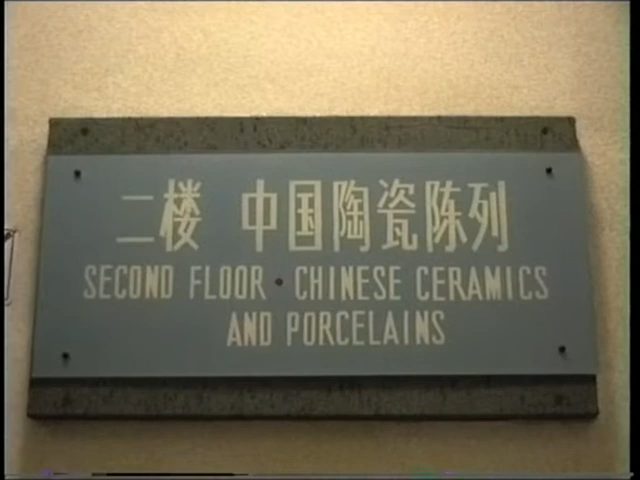 二楼 中国陶瓷陈列
SECOND FLOOR · CHINESE CERAMICS
AND PORCELAINS